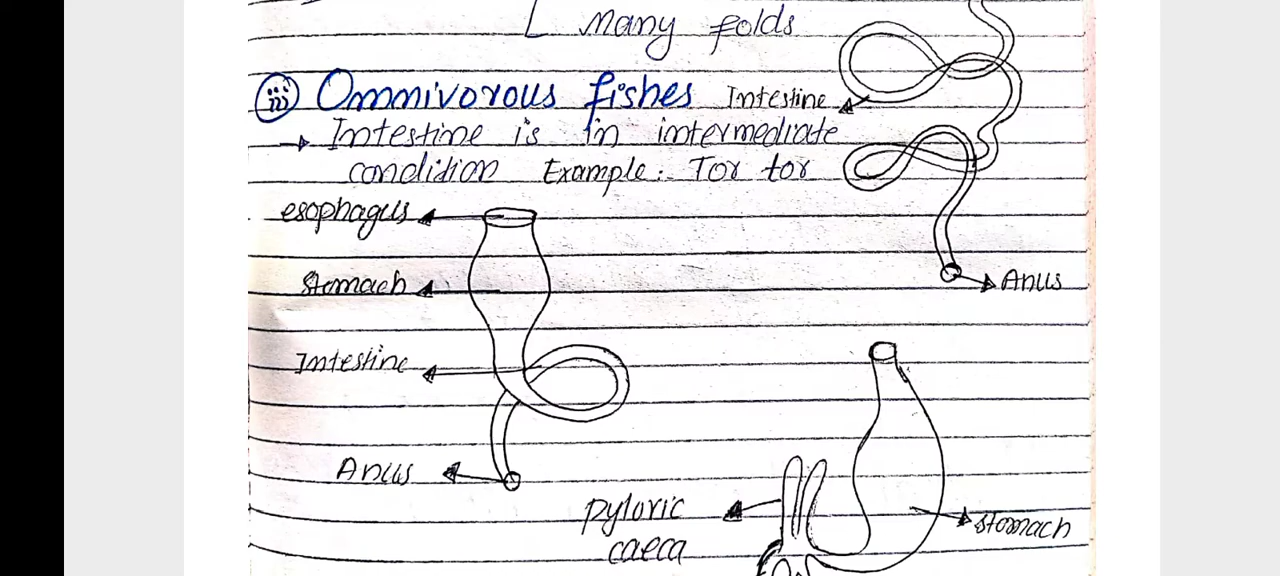 Many folds
(iii) Ommivorous fishes
Intestine
→ Intestine is in intermediate
condition Example:- Tor tor
esophagus
Stomach
Anus
Intestine
Anus
Pyloric
caeca
Stomach